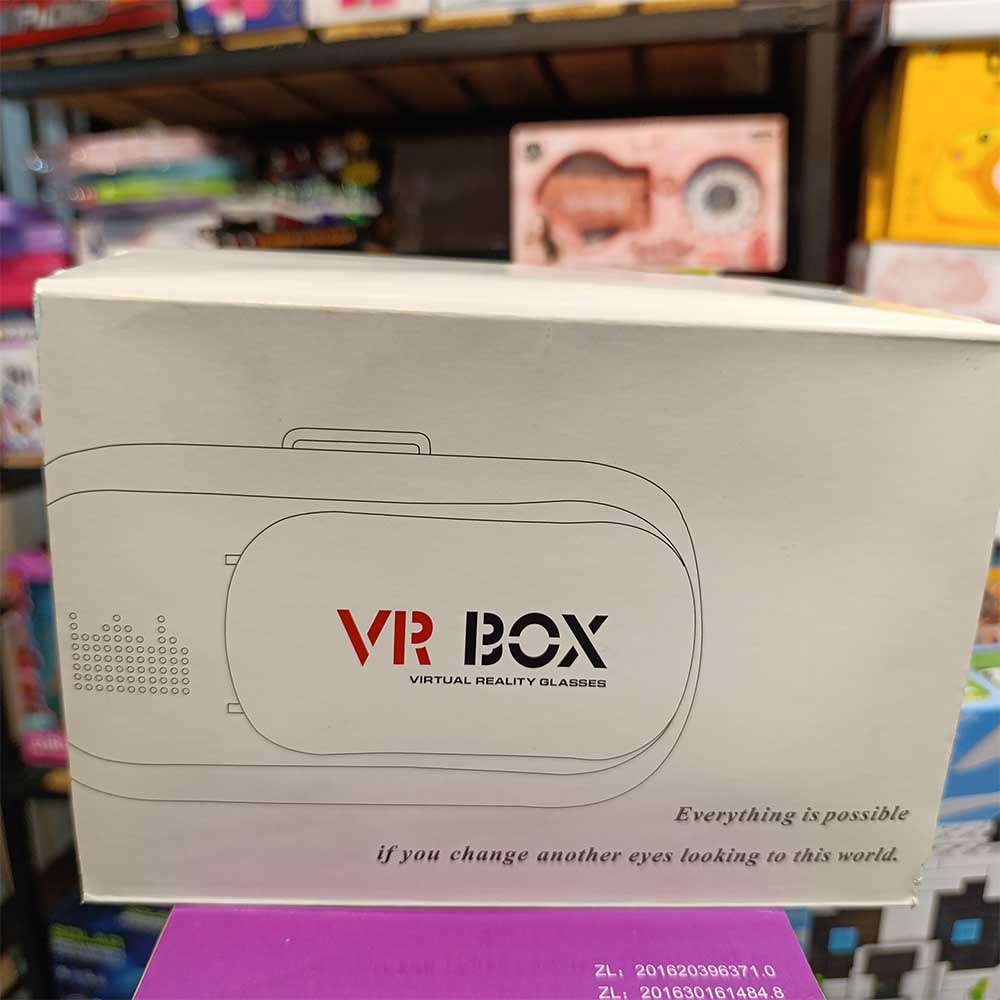 VR BOX
VIRTUAL REALITY GLASSES
Everything is possible
if you change another eyes looking to this world.
ZL: 201620396371.0
ZL: 201630161484.8